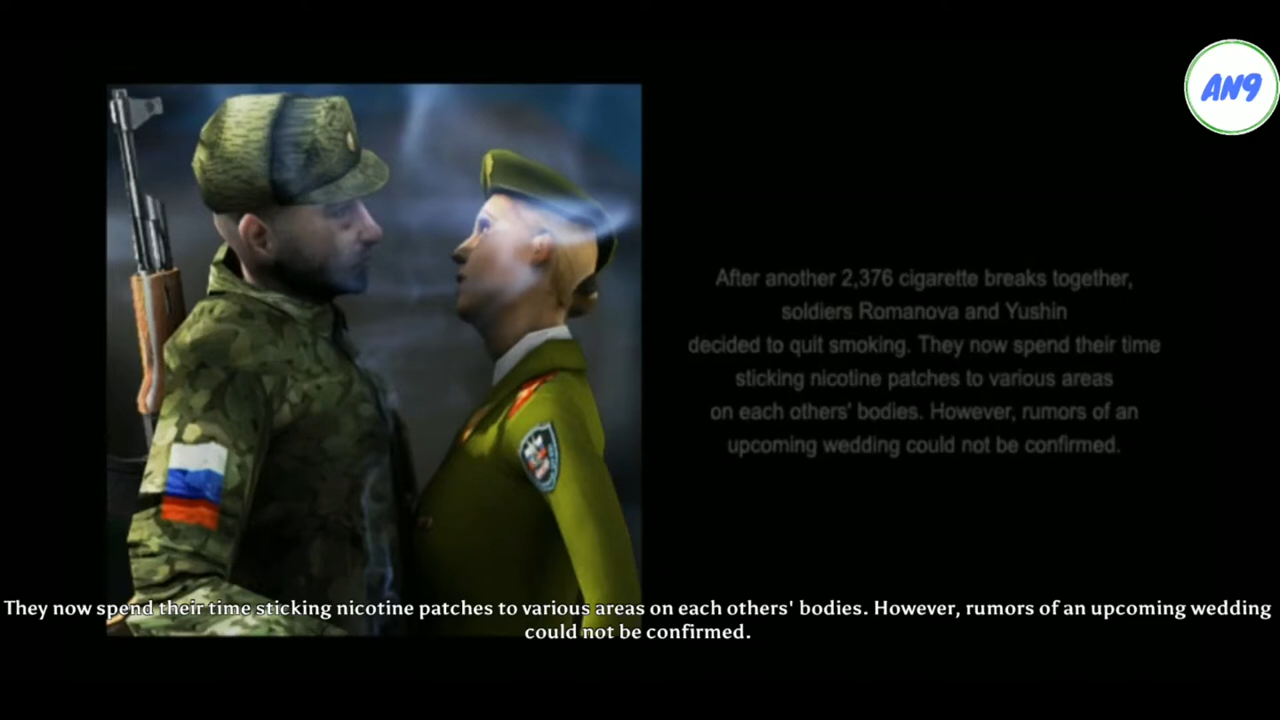 AN9
After another 2,376 cigarette breaks together,
soldiers Romanova and Yushin
decided to quit smoking. They now spend their time
sticking nicotine patches to various areas
on each others' bodies. However, rumors of an
upcoming wedding could not be confirmed.
They now spend their time sticking nicotine patches to various areas on each others' bodies. However, rumors of an upcoming wedding
could not be confirmed.